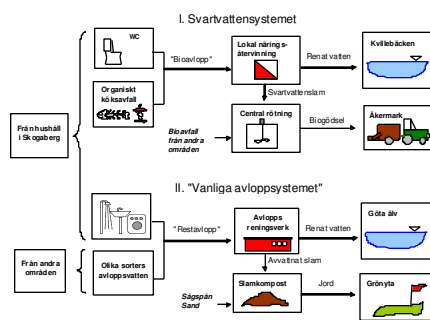 I. Svartvattensystemet
WC
"Bioavlopp"
Lokal närings-
återvinning
Renat vatten
Kvillebäcken
Organiskt
köksavfall
Svartvattenslam
Från hushåll
i Skogaberg
Bioavfall
från andra
områden
Central rötning
Biogödsel
Åkermark
II. "Vanliga avloppsystemet"
"Restavlopp"
Avlopps
reningsverk
Renat vatten
Göta älv
Från andra
områden
Olika sorters
avloppsvatten
Avvattnat slam
Sågspån
Sand
Slamkompost
Jord
Grönyta